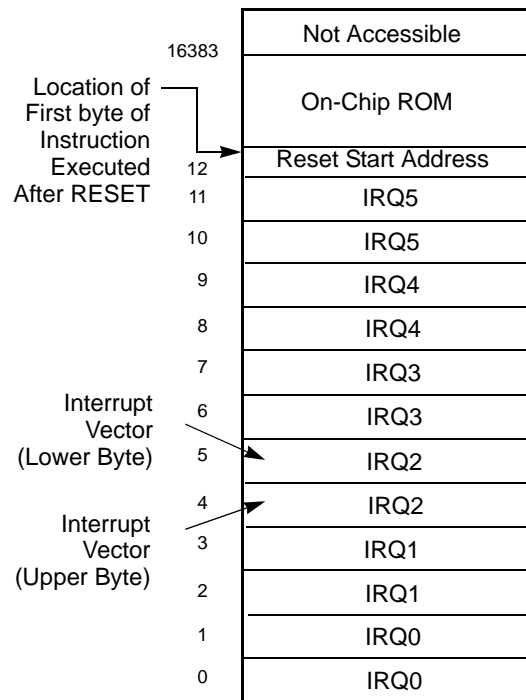 Not Accessible
16383
On-Chip ROM
Location of
First byte of
Instruction
Executed
After RESET
12
Reset Start Address
11
IRQ5
10
IRQ5
9
IRQ4
8
IRQ4
7
IRQ3
6
IRQ3
Interrupt
Vector
(Lower Byte)
5
IRQ2
4
IRQ2
Interrupt
Vector
(Upper Byte)
3
IRQ1
2
IRQ1
1
IRQ0
0
IRQ0